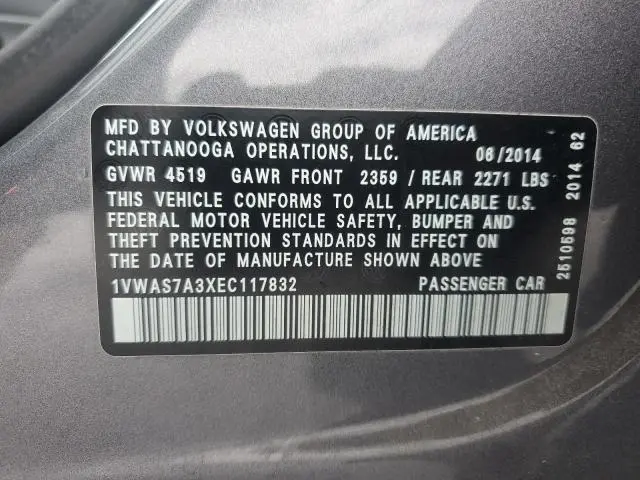 MFD BY VOLKSWAGEN GROUP OF AMERICA
CHATTANOOGA OPERATIONS, LLC. 06/2014
GVWR 4519 GAWR FRONT 2359 / REAR 2271 LBS
THIS VEHICLE CONFORMS TO ALL APPLICABLE U.S.
FEDERAL MOTOR VEHICLE SAFETY, BUMPER AND
THEFT PREVENTION STANDARDS IN EFFECT ON
THE DATE OF MANUFACTURE SHOWN ABOVE
1VWAS7A3XEC117832 PASSENGER CAR
2510598 2014 62